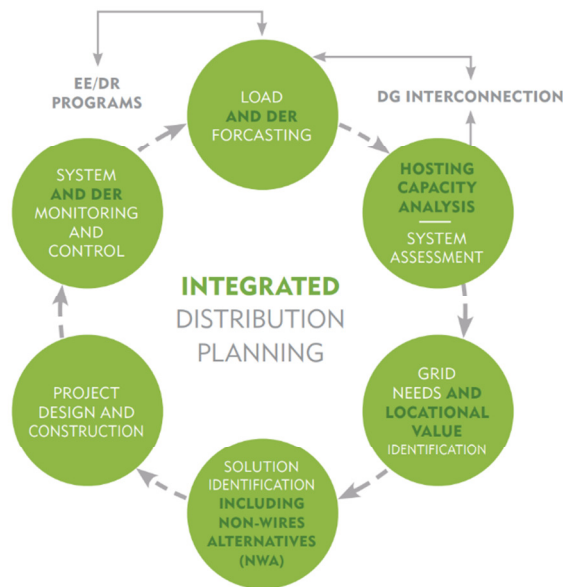 EE/DR
PROGRAMS
LOAD
AND DER
FORCASTING
DG INTERCONNECTION
HOSTING
CAPACITY
ANALYSIS
SYSTEM
ASSESSMENT
SYSTEM
AND DER
MONITORING
AND
CONTROL
INTEGRATED
DISTRIBUTION
PLANNING
GRID
NEEDS AND
LOCATIONAL
VALUE
IDENTIFICATION
SOLUTION
IDENTIFICATION
INCLUDING
NON-WIRES
ALTERNATIVES
(NWA)
PROJECT
DESIGN AND
CONSTRUCTION